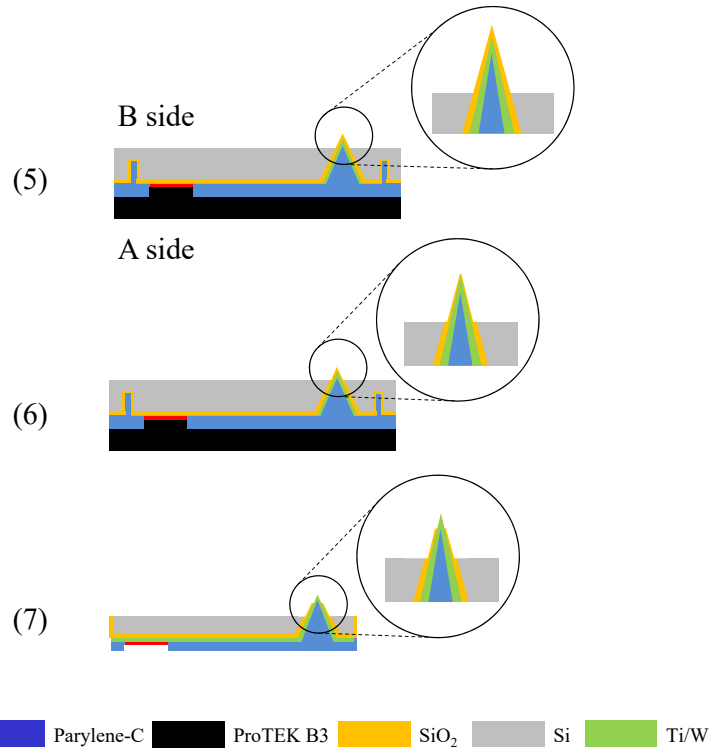 B side
(5)
A side
(6)
(7)
Parylene-C ProTEK B3 SiO₂ Si Ti/W